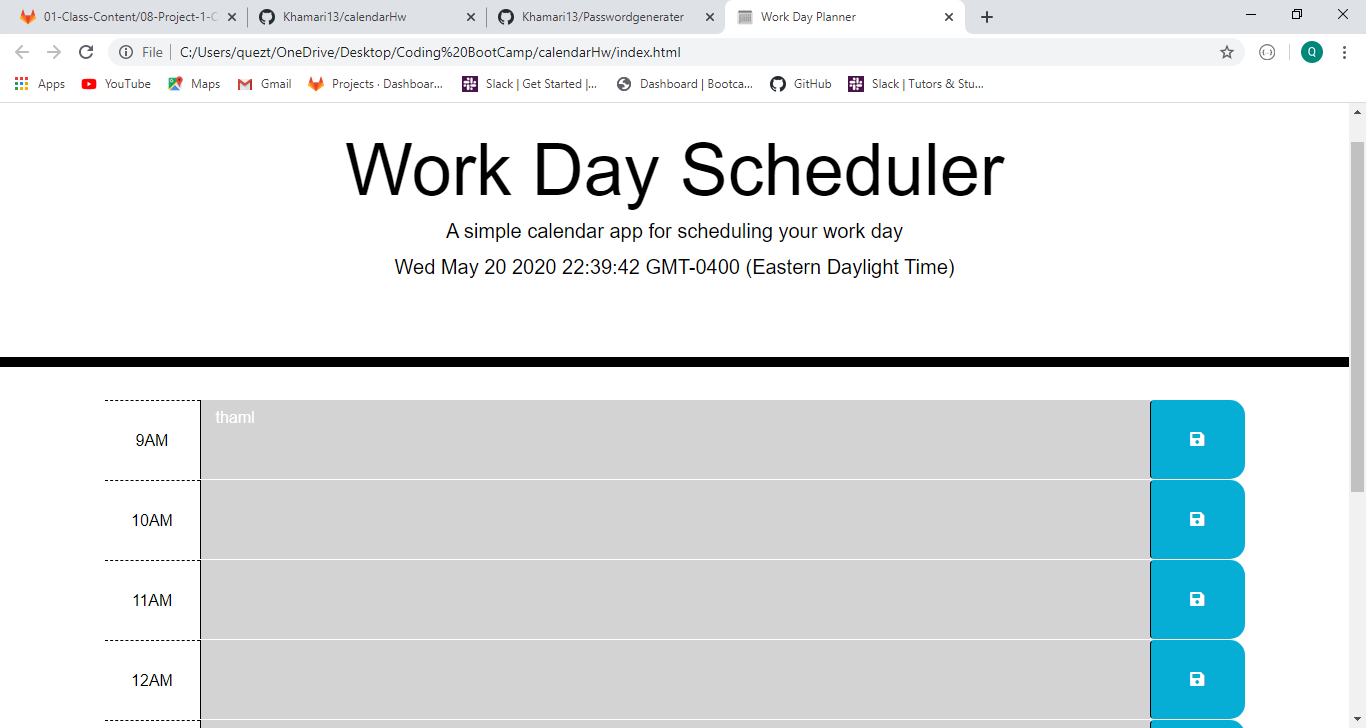 01-Class-Content/08-Project-1-C
Khamari13/calendarHw
Khamari13/Passwordgenerater
Work Day Planner
File
C:/Users/quezt/OneDrive/Desktop/Coding%20BootCamp/calendarHw/index.html
Q
Apps
YouTube
Maps
Gmail
Projects · Dashboar...
Slack | Get Started |...
Dashboard | Bootca...
GitHub
Slack | Tutors & Stu...
Work Day Scheduler
A simple calendar app for scheduling your work day
Wed May 20 2020 22:39:42 GMT-0400 (Eastern Daylight Time)
9AM
thaml
10AM
11AM
12AM